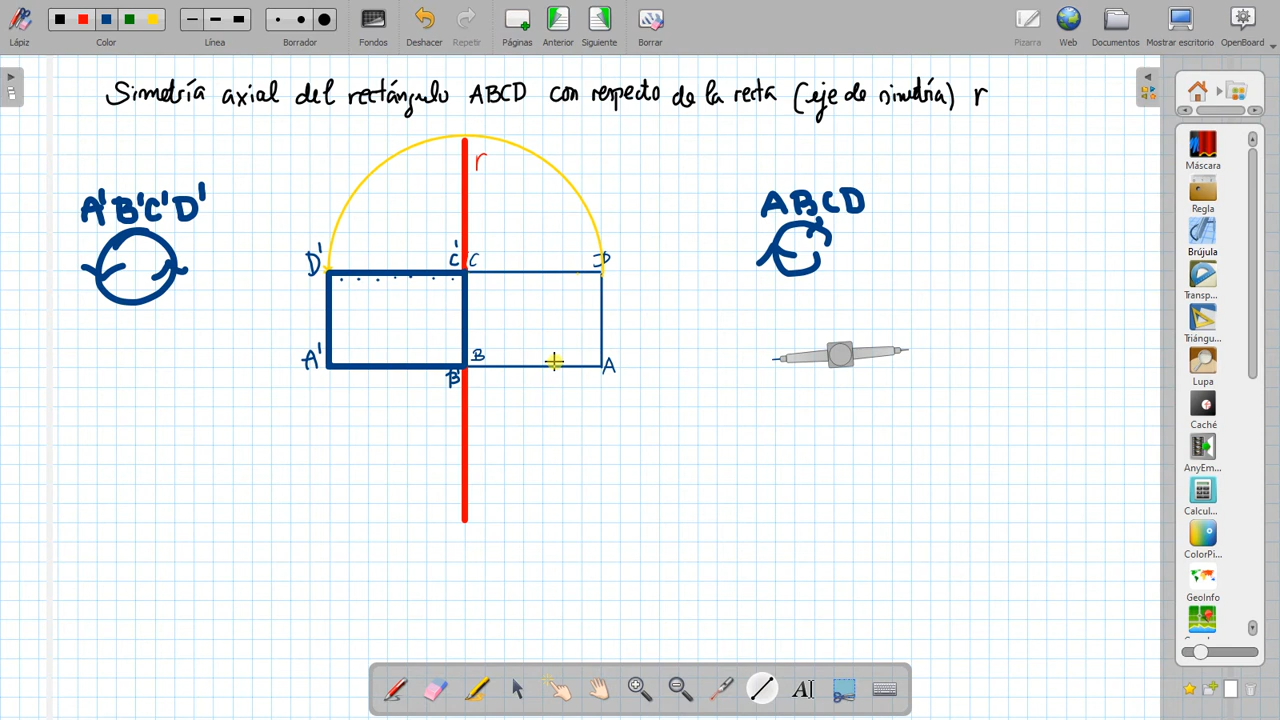 Lápiz Color Línea Borrador Fondos Deshacer Repetir Páginas Anterior Siguiente Borrar Pizarra Web Documentos Mostrar escritorio OpenBoard
Simetría axial del rectángulo ABCD con respecto de la recta (eje de simetría) r
r
A'B'C'D'
ABCD
D' C' C D
A' B A
B'
Máscara
Regla
Brújula
Transp...
Triángu...
Lupa
Caché
AnyEm...
Calcul...
ColorPi...
GeoInfo
AI